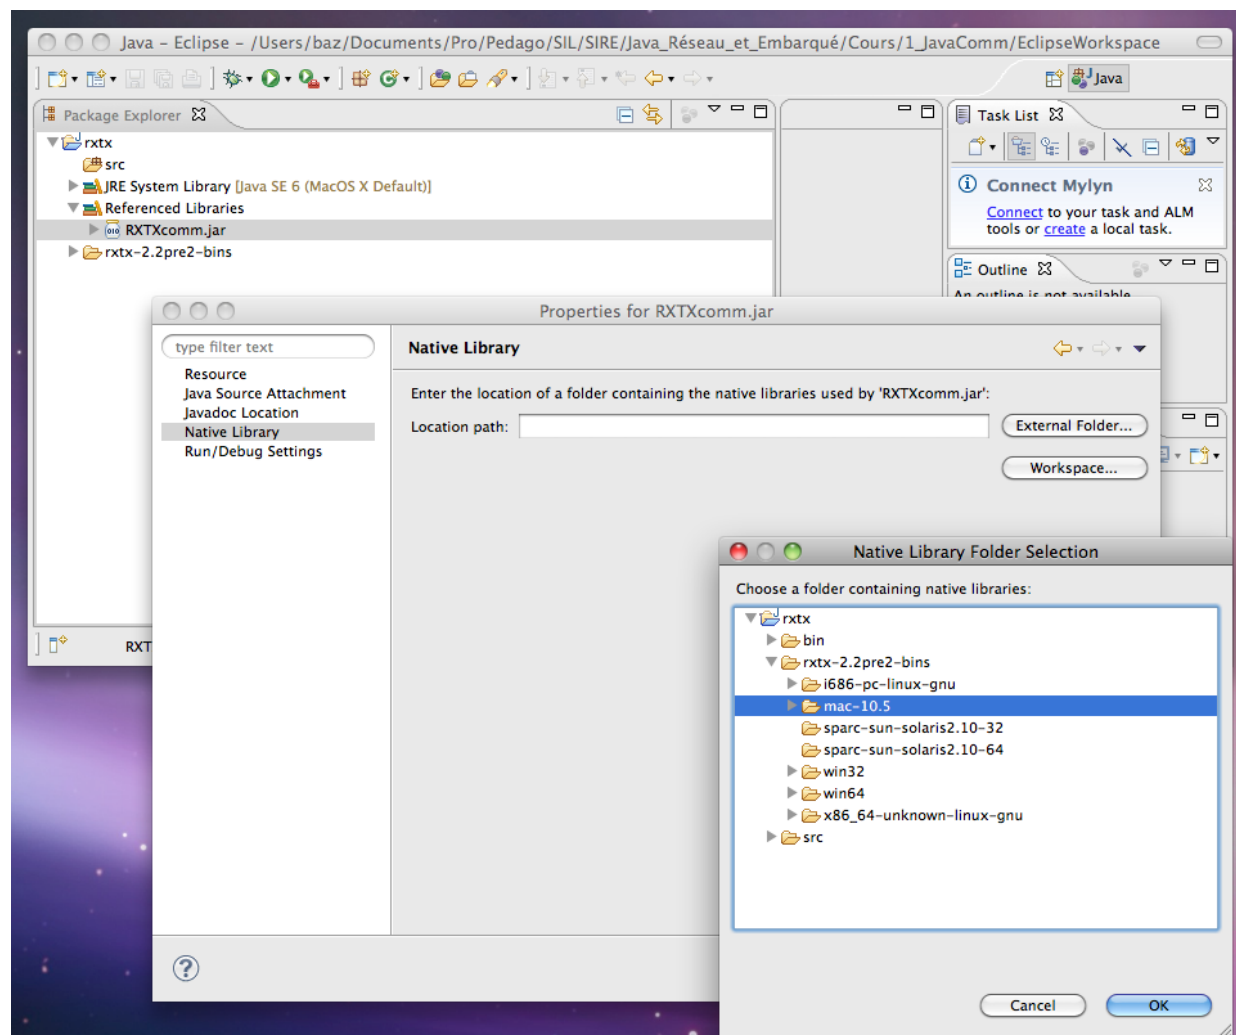 Java – Eclipse – /Users/baz/Documents/Pro/Pedago/SIL/SIRE/Java_Réseau_et_Embarqué/Cours/1_JavaComm/EclipseWorkspace
Java
Package Explorer
rxtx
src
JRE System Library [Java SE 6 (MacOS X Default)]
Referenced Libraries
RXTXcomm.jar
rxtx-2.2pre2-bins
Task List
Connect Mylyn
Connect to your task and ALM
tools or create a local task.
Outline
An outline is not available.
RXT
Properties for RXTXcomm.jar
type filter text
Resource
Java Source Attachment
Javadoc Location
Native Library
Run/Debug Settings
Native Library
Enter the location of a folder containing the native libraries used by 'RXTXcomm.jar':
Location path:
External Folder...
Workspace...
Native Library Folder Selection
Choose a folder containing native libraries:
rxtx
bin
rxtx-2.2pre2-bins
i686-pc-linux-gnu
mac-10.5
sparc-sun-solaris2.10-32
sparc-sun-solaris2.10-64
win32
win64
x86_64-unknown-linux-gnu
src
Cancel
OK